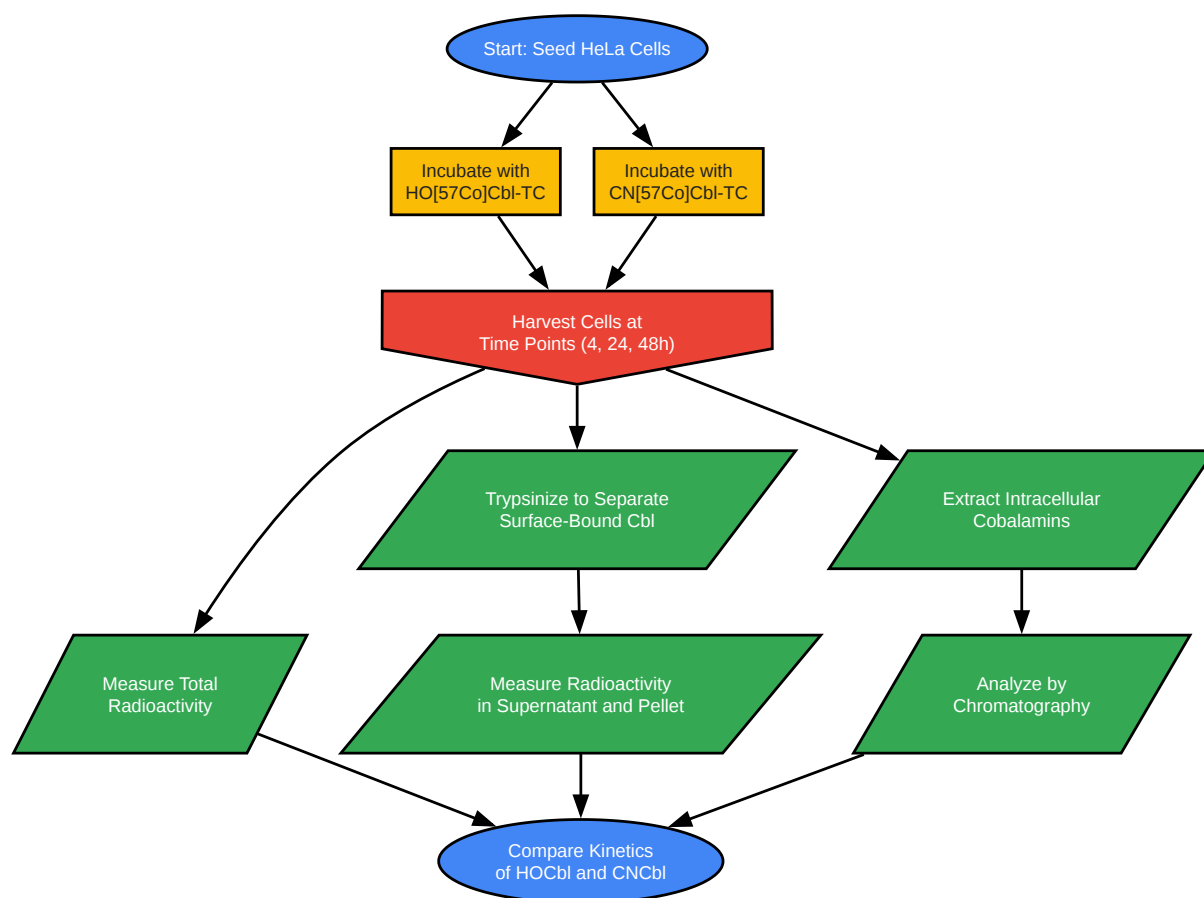 Start: Seed HeLa Cells
Incubate with
HO[57Co]Cbl-TC
Incubate with
CN[57Co]Cbl-TC
Harvest Cells at
Time Points (4, 24, 48h)
Trypsinize to Separate
Surface-Bound Cbl
Extract Intracellular
Cobalamins
Measure Total
Radioactivity
Measure Radioactivity
in Supernatant and Pellet
Analyze by
Chromatography
Compare Kinetics
of HOCbl and CNCbl